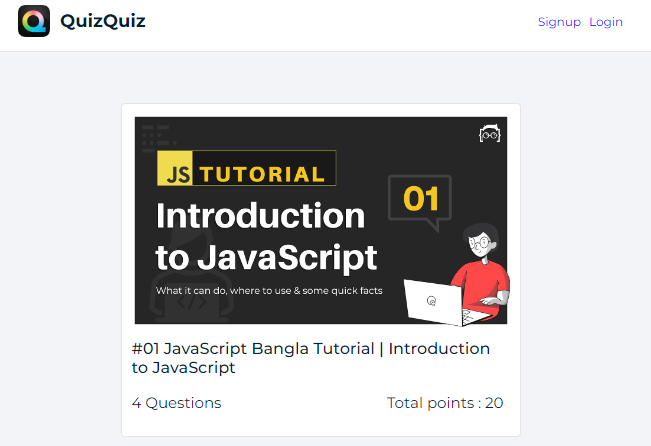 QuizQuiz
Signup Login
JS TUTORIAL
01
Introduction
to JavaScript
What it can do, where to use & some quick facts
#01 JavaScript Bangla Tutorial | Introduction
to JavaScript
4 Questions Total points : 20